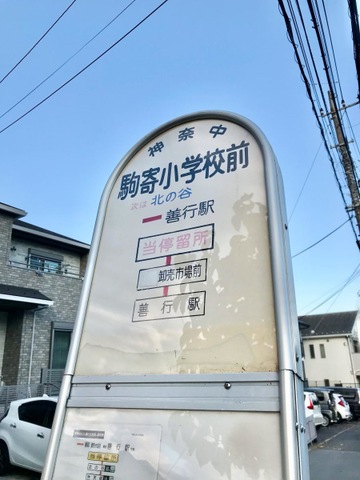 神奈中
駒寄小学校前
次は 北の谷
善行駅
当停留所
卸売市場前
善行駅